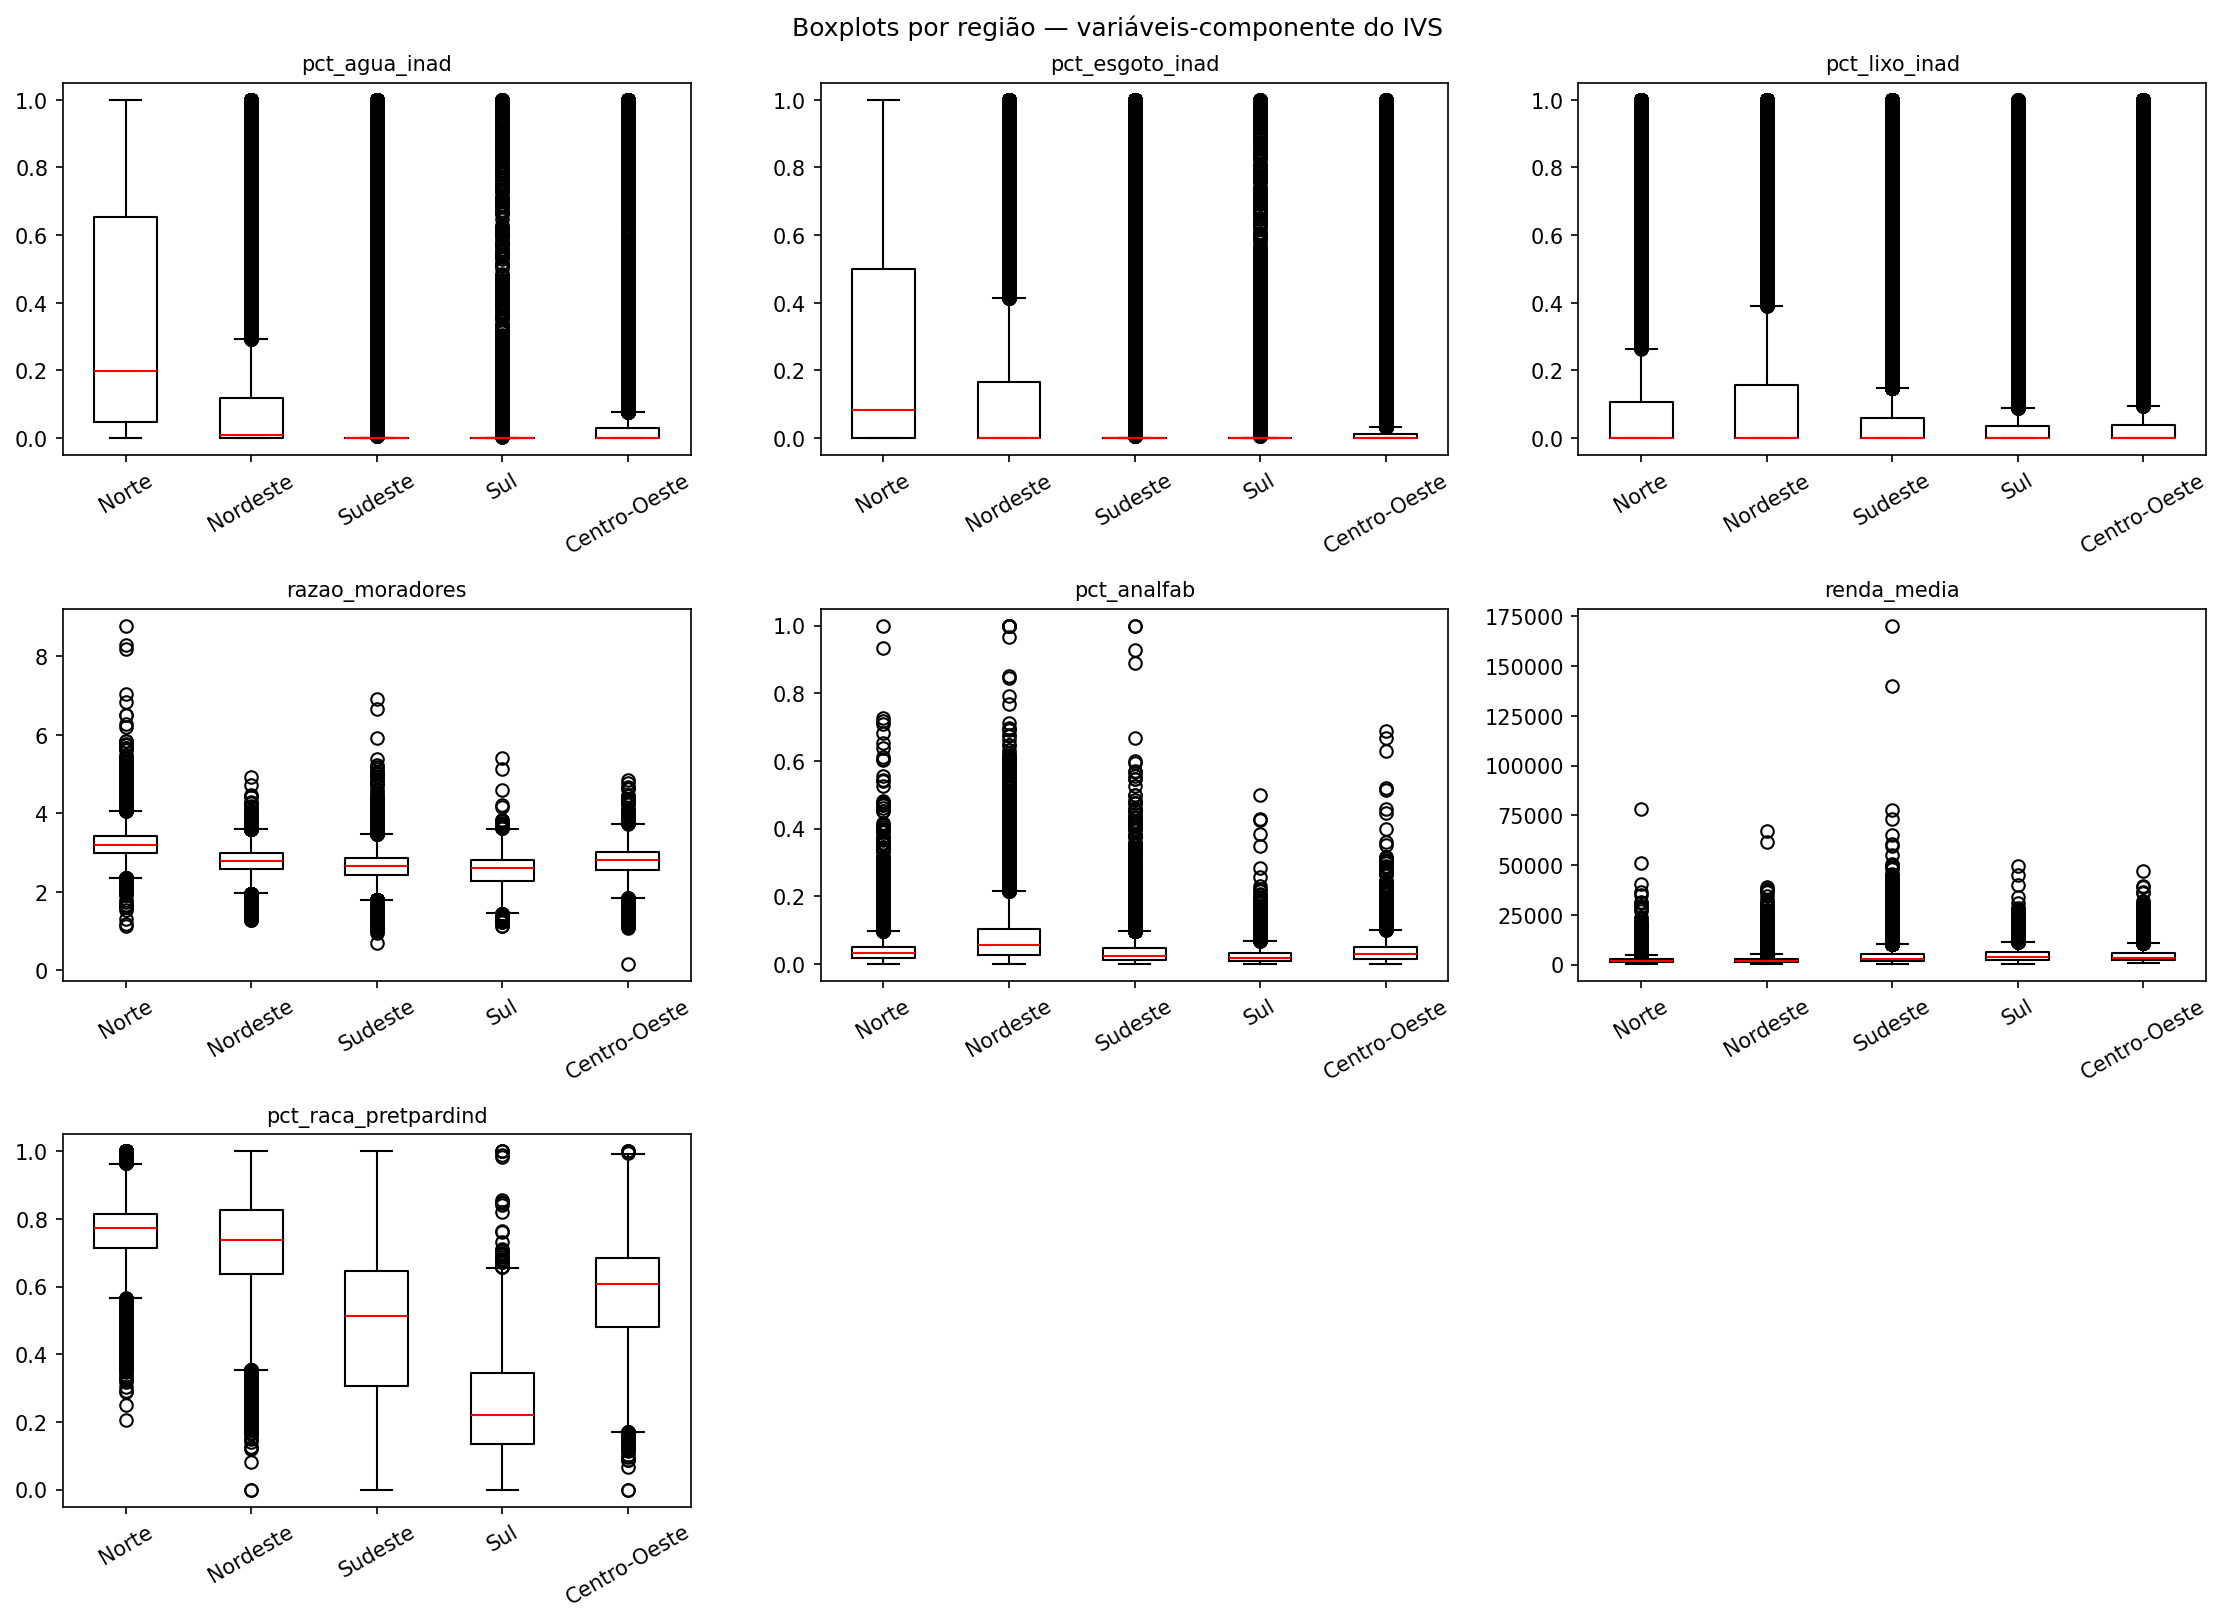 Boxplots por região — variáveis-componente do IVS
pct_agua_inad
1.0
0.8
0.6
0.4
0.2
0.0
Norte
Nordeste
Sudeste
Sul
Centro-Oeste
pct_esgoto_inad
1.0
0.8
0.6
0.4
0.2
0.0
Norte
Nordeste
Sudeste
Sul
Centro-Oeste
pct_lixo_inad
1.0
0.8
0.6
0.4
0.2
0.0
Norte
Nordeste
Sudeste
Sul
Centro-Oeste
razao_moradores
8
6
4
2
0
Norte
Nordeste
Sudeste
Sul
Centro-Oeste
pct_analfab
1.0
0.8
0.6
0.4
0.2
0.0
Norte
Nordeste
Sudeste
Sul
Centro-Oeste
renda_media
175000
150000
125000
100000
75000
50000
25000
0
Norte
Nordeste
Sudeste
Sul
Centro-Oeste
pct_raca_pretpardind
1.0
0.8
0.6
0.4
0.2
0.0
Norte
Nordeste
Sudeste
Sul
Centro-Oeste